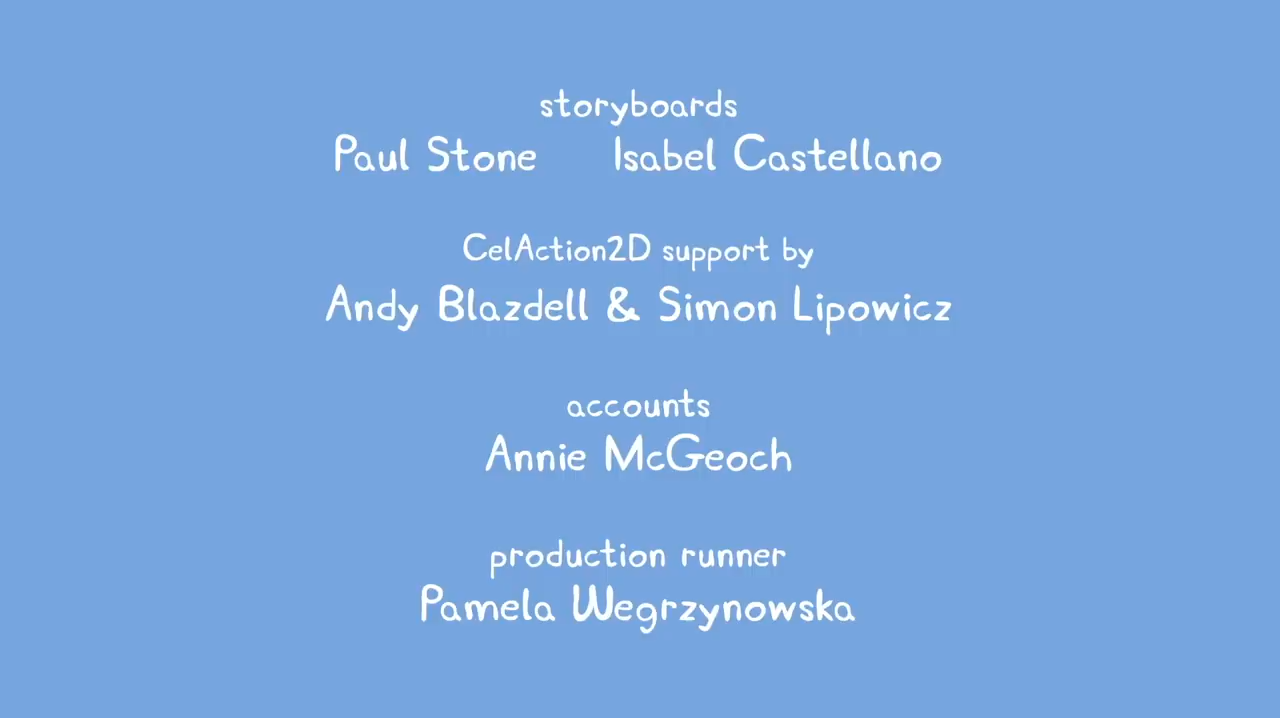 storyboards
Paul Stone Isabel Castellano
CelAction2D support by
Andy Blazdell & Simon Lipowicz
accounts
Annie McGeoch
production runner
Pamela Wegrzynowska